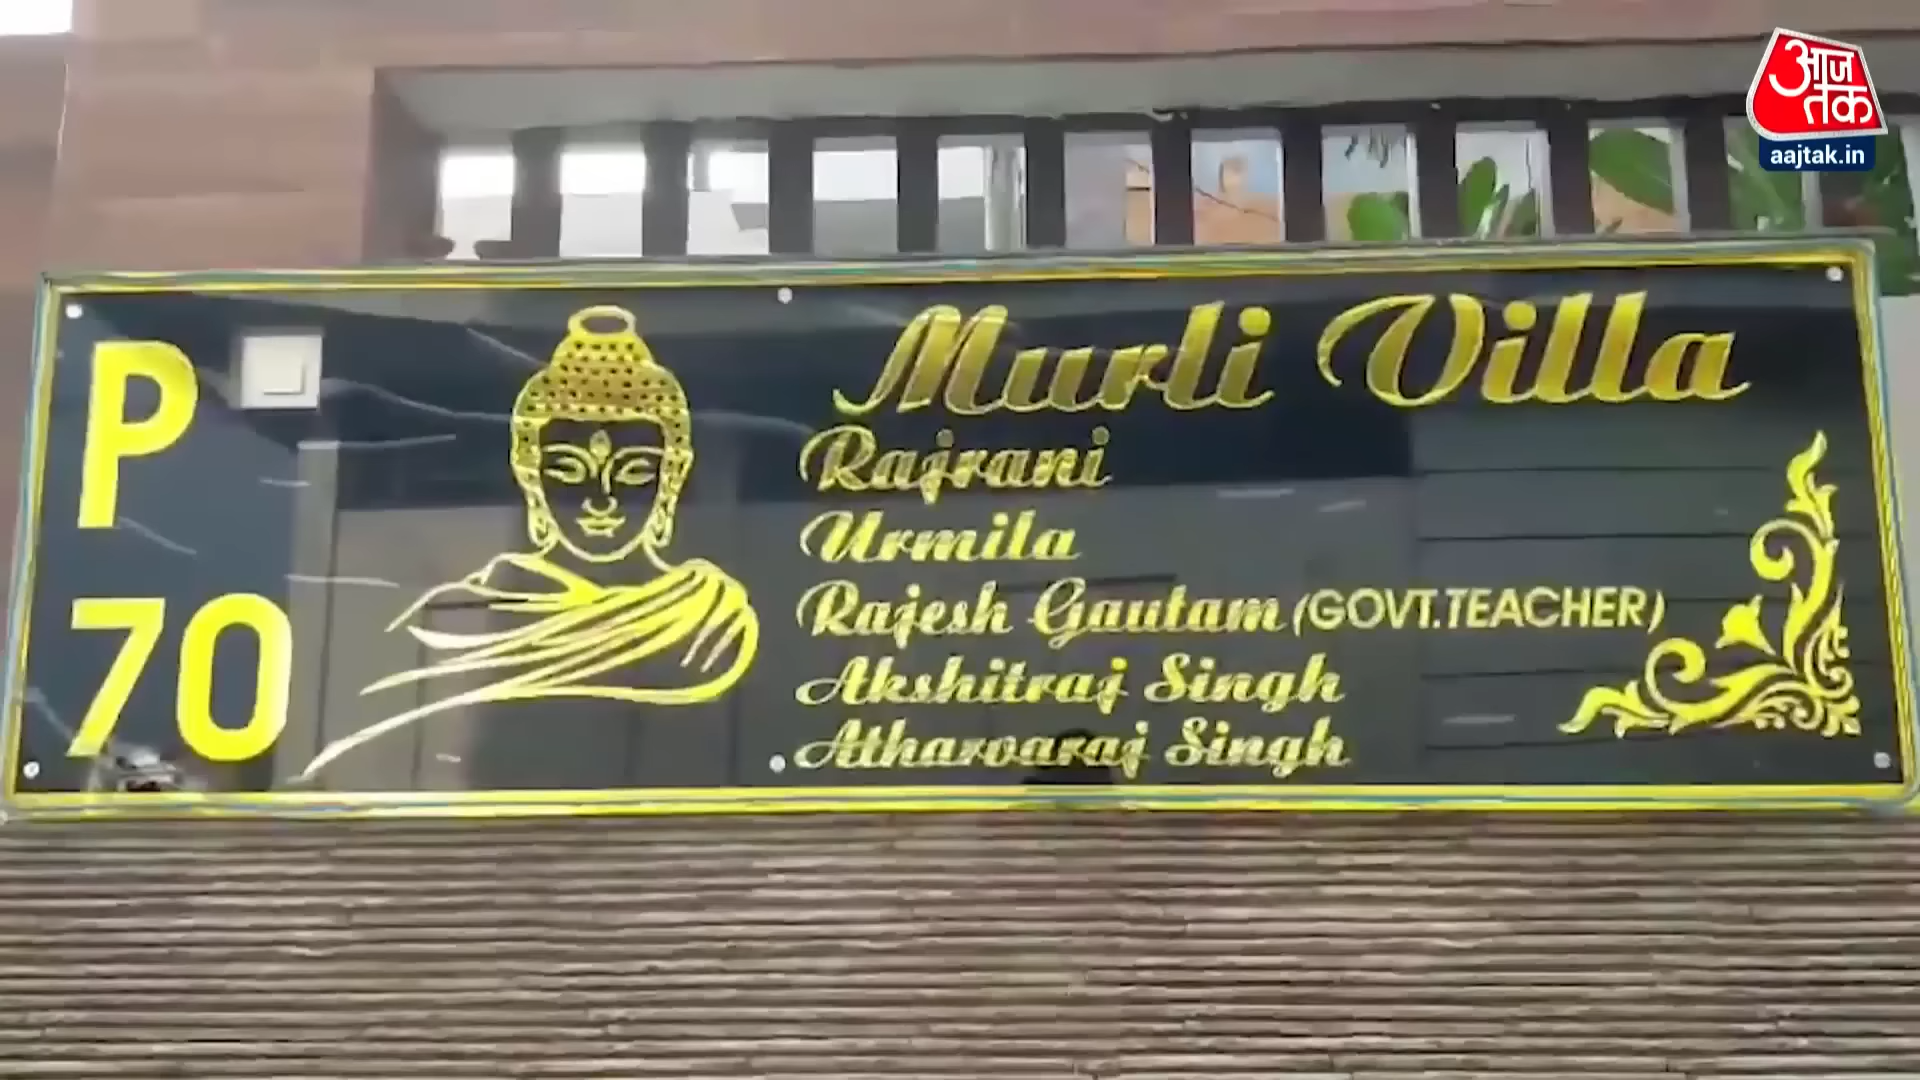 आज
तक
aajtak.in
P
70
Murli Villa
Rajrani
Urmila
Rajesh Gautam (GOVT.TEACHER)
Akshitraj Singh
Atharvaraj Singh